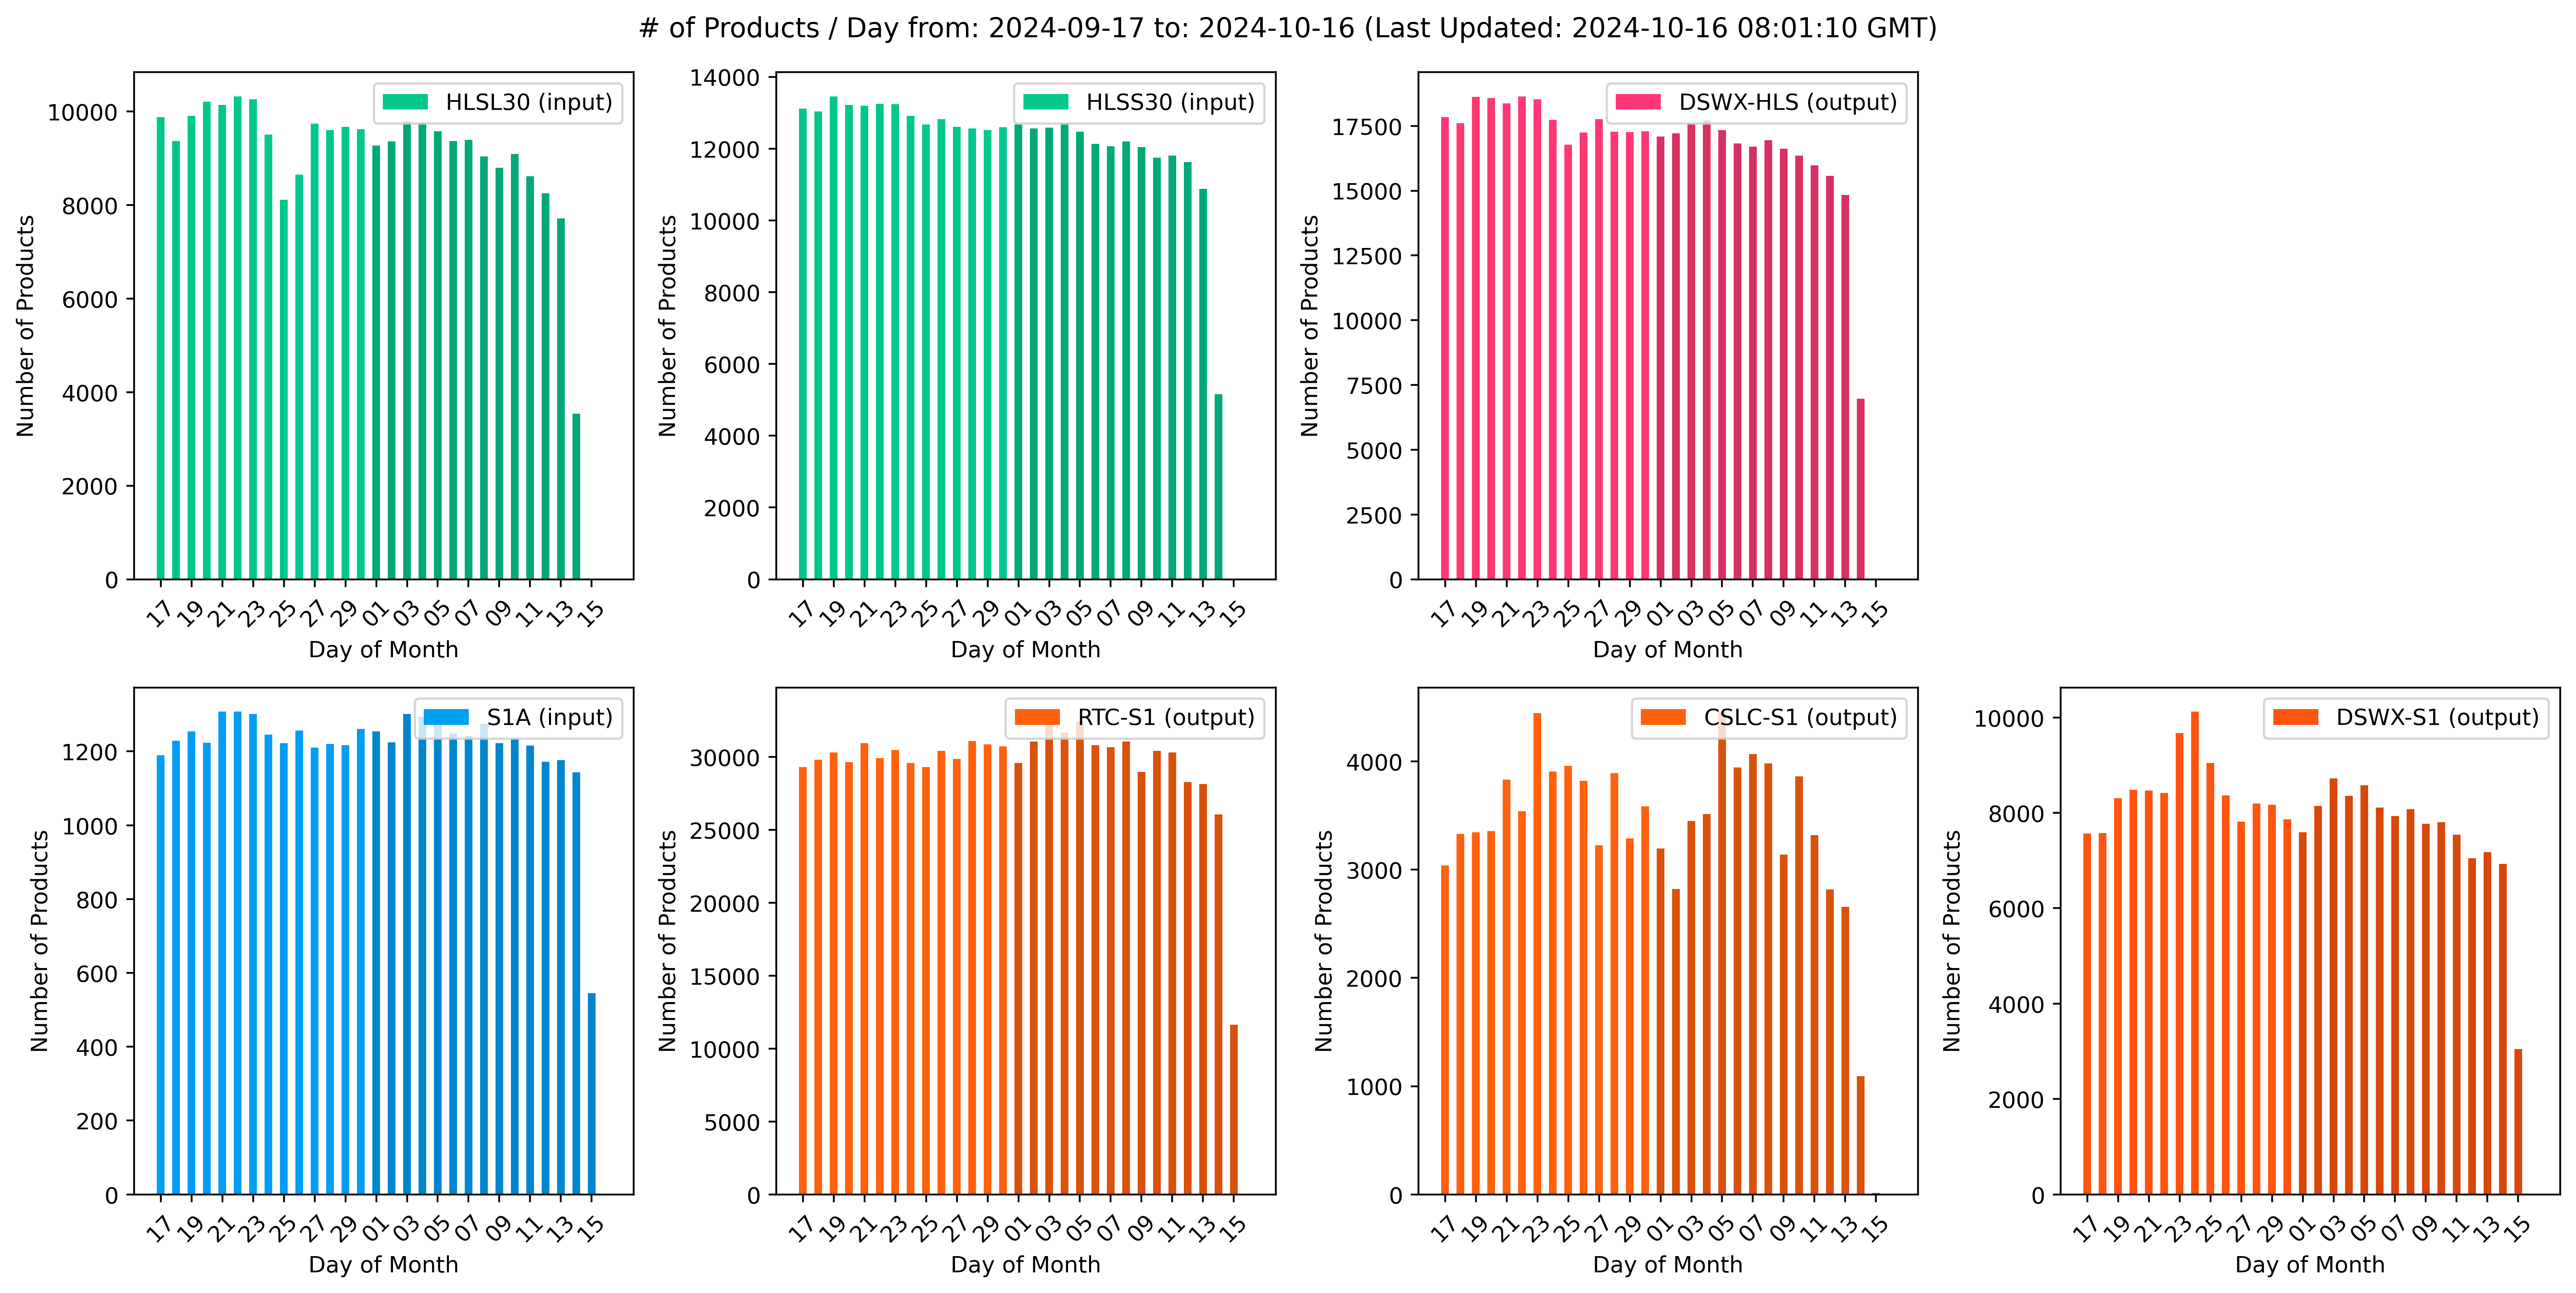 # of Products / Day from: 2024-09-17 to: 2024-10-16 (Last Updated: 2024-10-16 08:01:10 GMT)
HLSL30 (input)
Number of Products
10000
8000
6000
4000
2000
0
17 19 21 23 25 27 29 01 03 05 07 09 11 13 15
Day of Month
HLSS30 (input)
Number of Products
14000
12000
10000
8000
6000
4000
2000
0
17 19 21 23 25 27 29 01 03 05 07 09 11 13 15
Day of Month
DSWX-HLS (output)
Number of Products
17500
15000
12500
10000
7500
5000
2500
0
17 19 21 23 25 27 29 01 03 05 07 09 11 13 15
Day of Month
S1A (input)
Number of Products
1200
1000
800
600
400
200
0
17 19 21 23 25 27 29 01 03 05 07 09 11 13 15
Day of Month
RTC-S1 (output)
Number of Products
30000
25000
20000
15000
10000
5000
0
17 19 21 23 25 27 29 01 03 05 07 09 11 13 15
Day of Month
CSLC-S1 (output)
Number of Products
4000
3000
2000
1000
0
17 19 21 23 25 27 29 01 03 05 07 09 11 13 15
Day of Month
DSWX-S1 (output)
Number of Products
10000
8000
6000
4000
2000
0
17 19 21 23 25 27 29 01 03 05 07 09 11 13 15
Day of Month